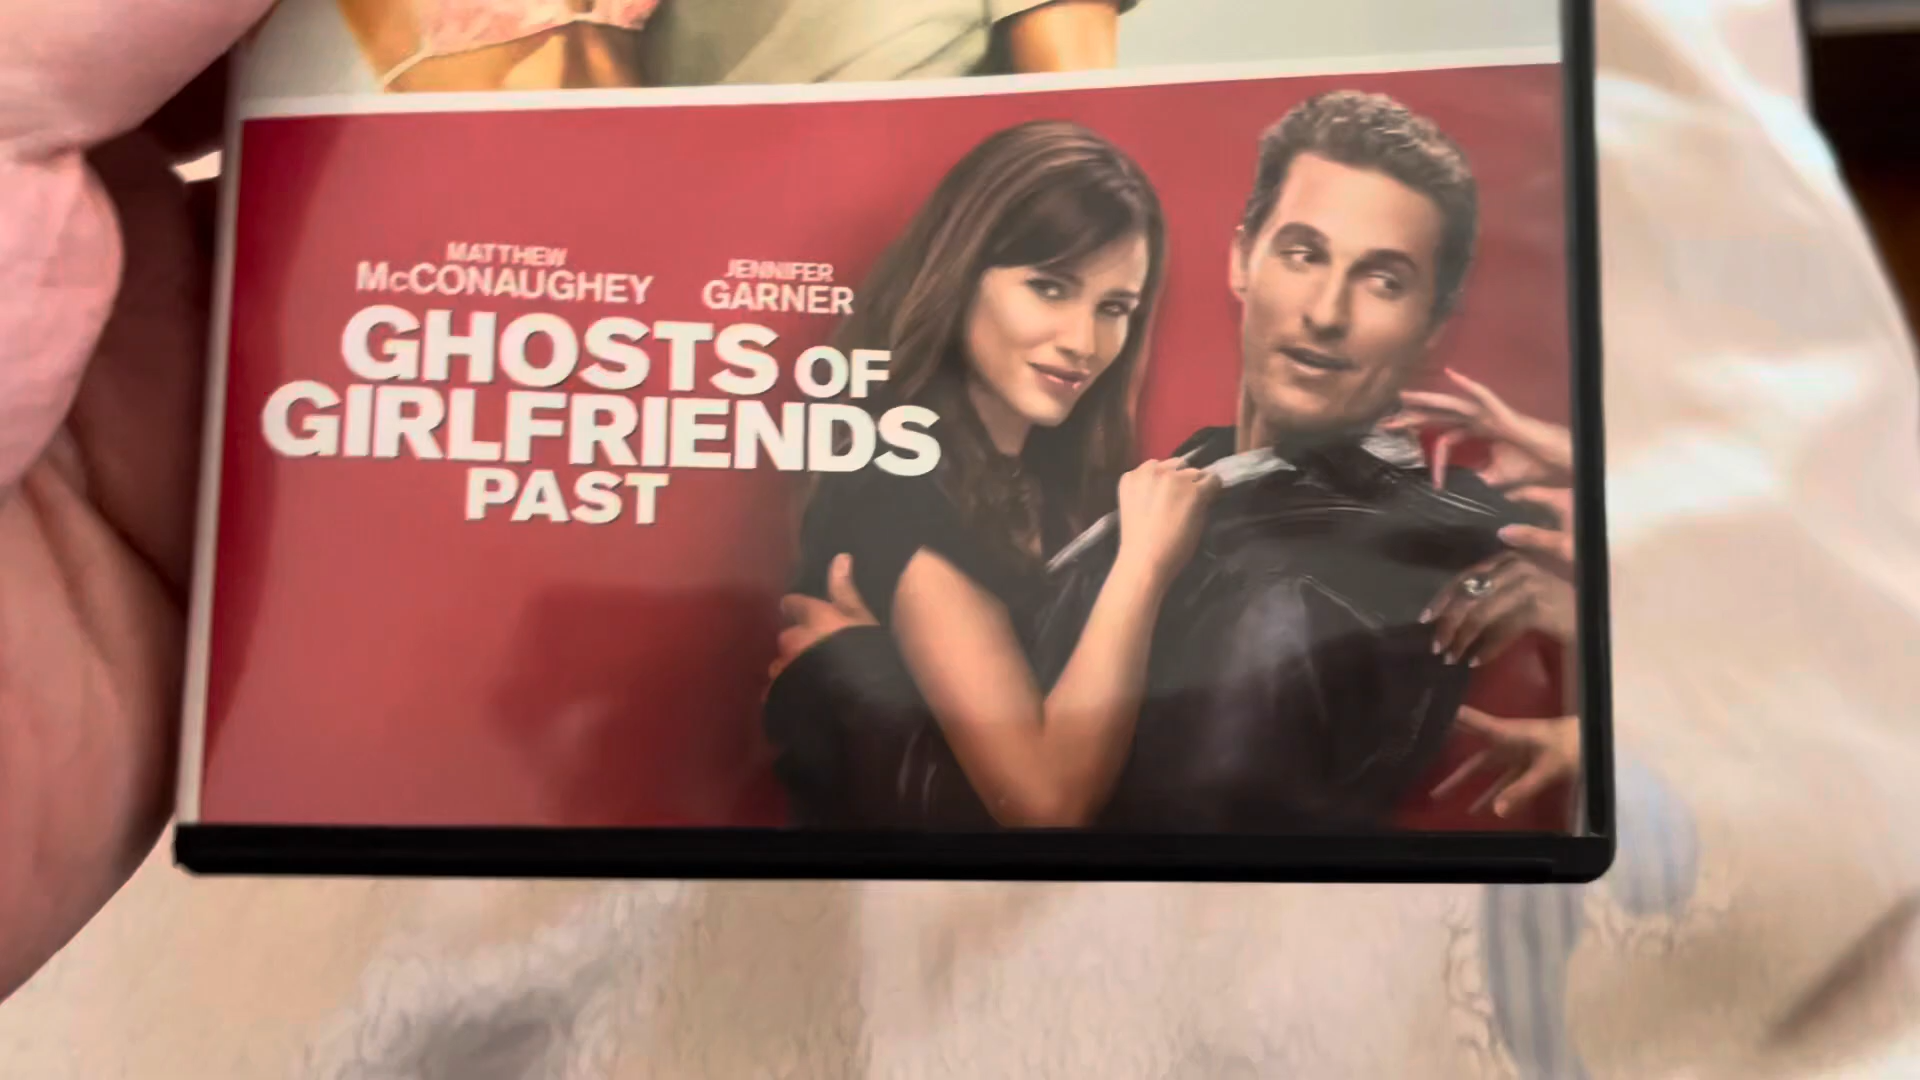 MATTHEW
McCONAUGHEY
JENNIFER
GARNER
GHOSTS OF
GIRLFRIENDS
PAST